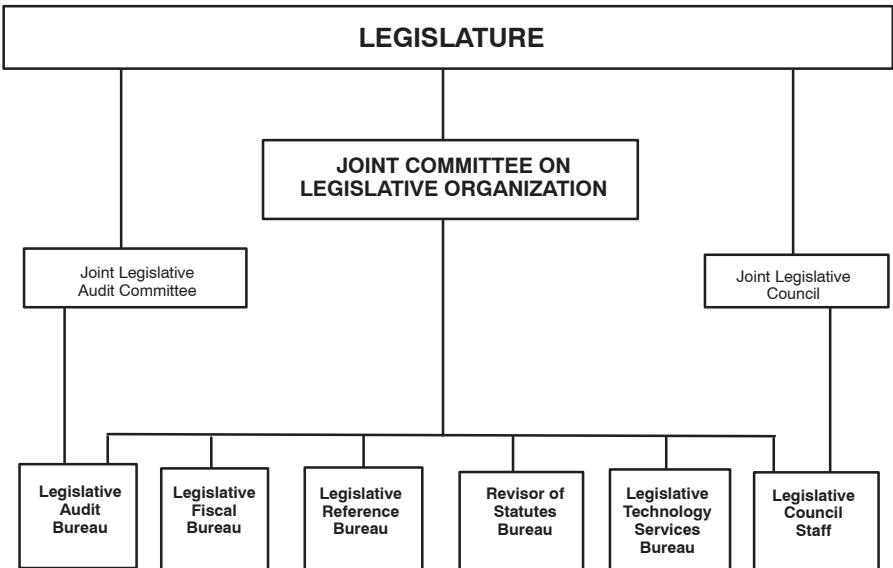 LEGISLATURE
JOINT COMMITTEE ON
LEGISLATIVE ORGANIZATION
Joint Legislative
Audit Committee
Joint Legislative
Council
Legislative
Audit
Bureau
Legislative
Fiscal
Bureau
Legislative
Reference
Bureau
Revisor of
Statutes
Bureau
Legislative
Technology
Services
Bureau
Legislative
Council
Staff